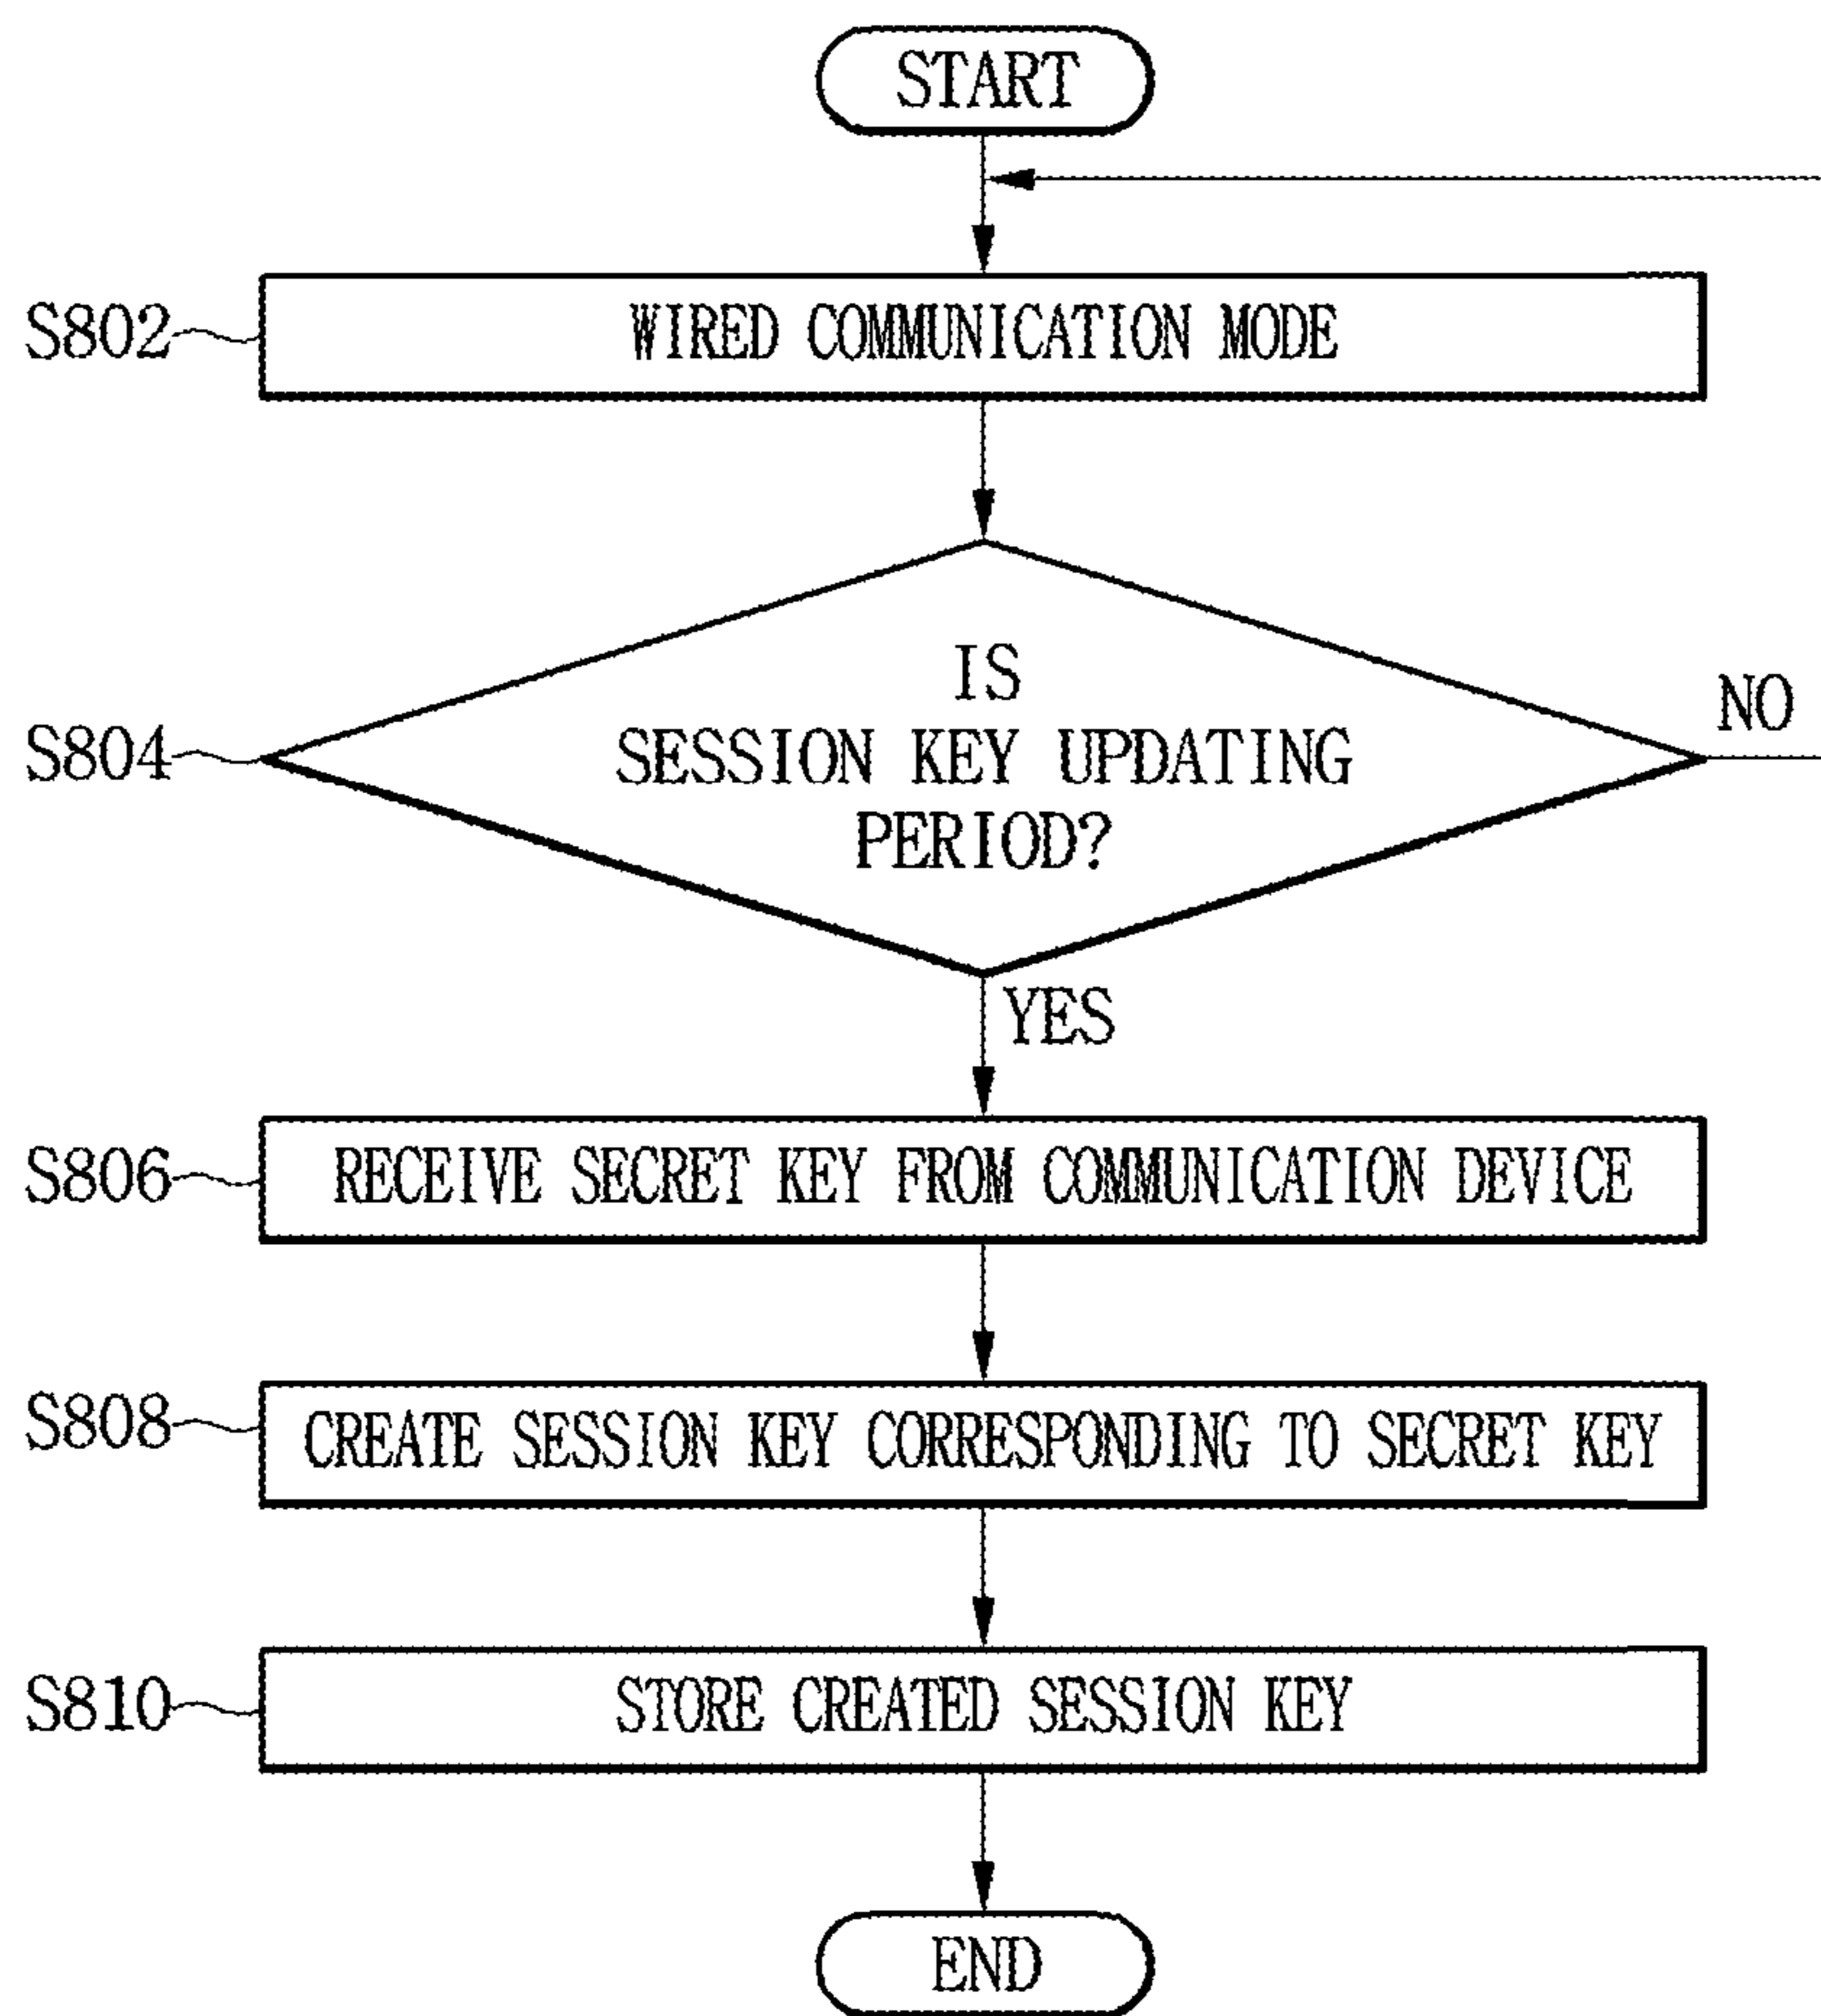 START
S802
WIRED COMMUNICATION MODE
S804
IS
SESSION KEY UPDATING
PERIOD?
NO
YES
S806
RECEIVE SECRET KEY FROM COMMUNICATION DEVICE
S808
CREATE SESSION KEY CORRESPONDING TO SECRET KEY
S810
STORE CREATED SESSION KEY
END